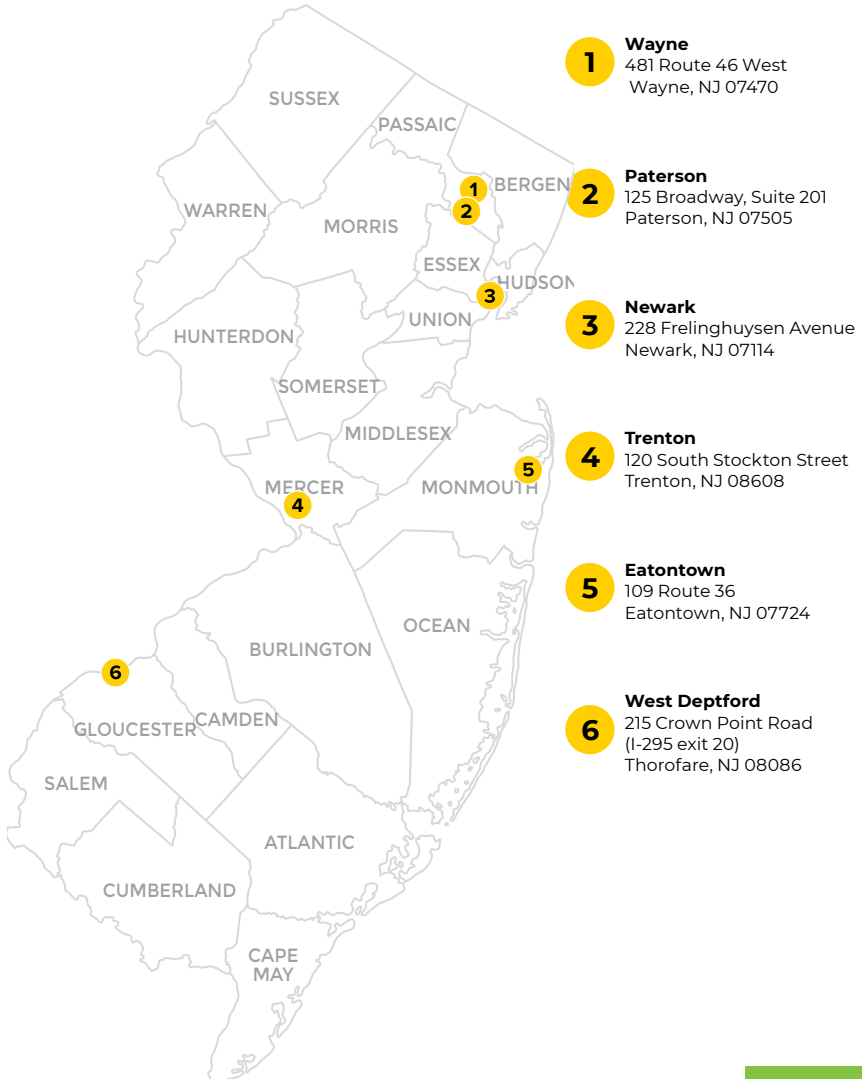 SUSSEX
PASSAIC
BERGEN
WARREN
MORRIS
1
2
ESSEX
HUDSON
3
UNION
HUNTERDON
SOMERSET
MIDDLESEX
MERCER
4
MONMOUTH
5
OCEAN
BURLINGTON
6
GLOUCESTER
CAMDEN
SALEM
ATLANTIC
CUMBERLAND
CAPE
MAY
1
Wayne
481 Route 46 West
Wayne, NJ 07470
2
Paterson
125 Broadway, Suite 201
Paterson, NJ 07505
3
Newark
228 Frelinghuysen Avenue
Newark, NJ 07114
4
Trenton
120 South Stockton Street
Trenton, NJ 08608
5
Eatontown
109 Route 36
Eatontown, NJ 07724
6
West Deptford
215 Crown Point Road
(I-295 exit 20)
Thorofare, NJ 08086